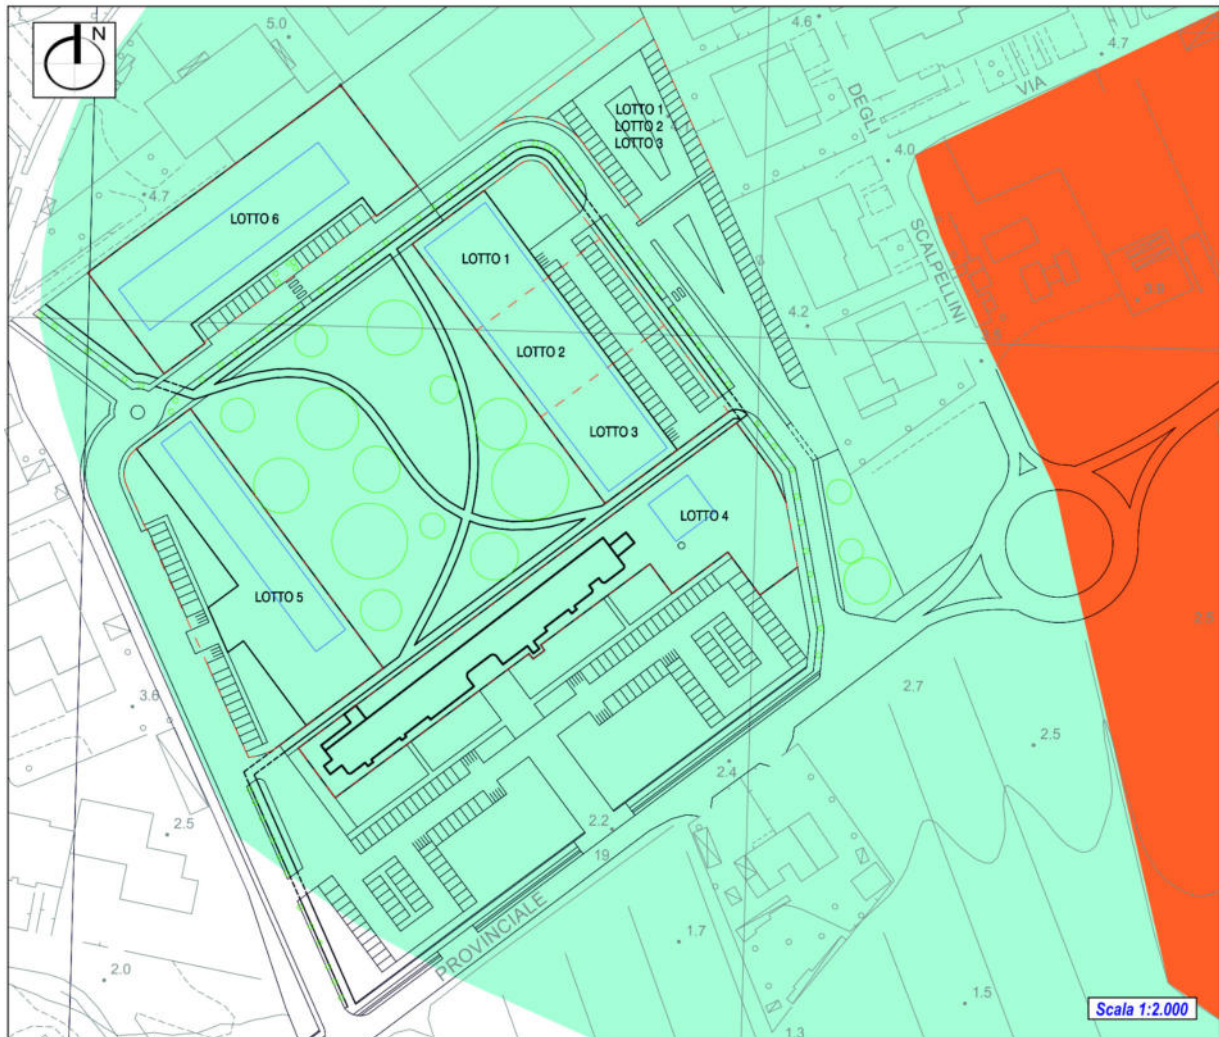 N
5.0
4.6
4.7
VIA
DEGLI
LOTTO 1
LOTTO 2
LOTTO 3
4.0
4.7
LOTTO 6
SCALPELLINI
LOTTO 1
4.2
LOTTO 2
LOTTO 3
LOTTO 4
LOTTO 5
3.6
2.7
2.5
2.4
2.5
2.2
19
PROVINCIALE
1.7
2.0
1.5
1.3
Scala 1:2.000